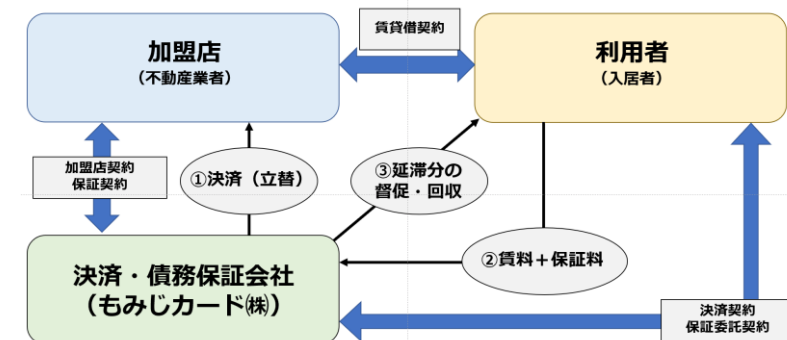 賃貸借契約
加盟店
(不動産業者)
利用者
(入居者)
加盟店契約
保証契約
①決済（立替）
③延滞分の
督促・回収
②賃料＋保証料
決済・債務保証会社
（もみじカード㈱）
決済契約
保証委託契約